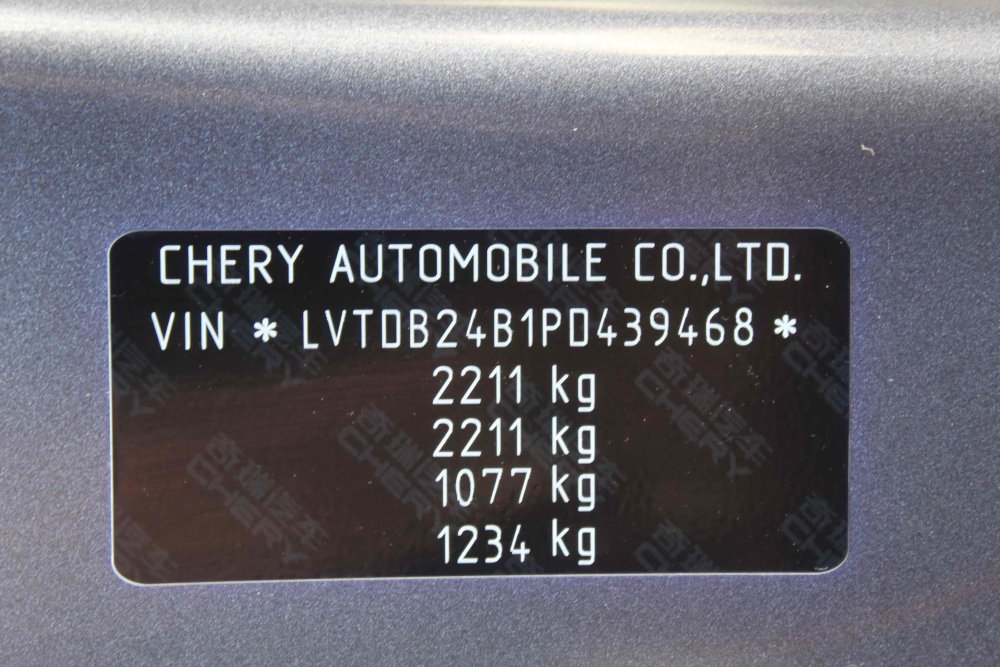 CHERY AUTOMOBILE CO.,LTD.
VIN * LVTDB24B1PD439468 *
2211 kg
2211 kg
1077 kg
1234 kg